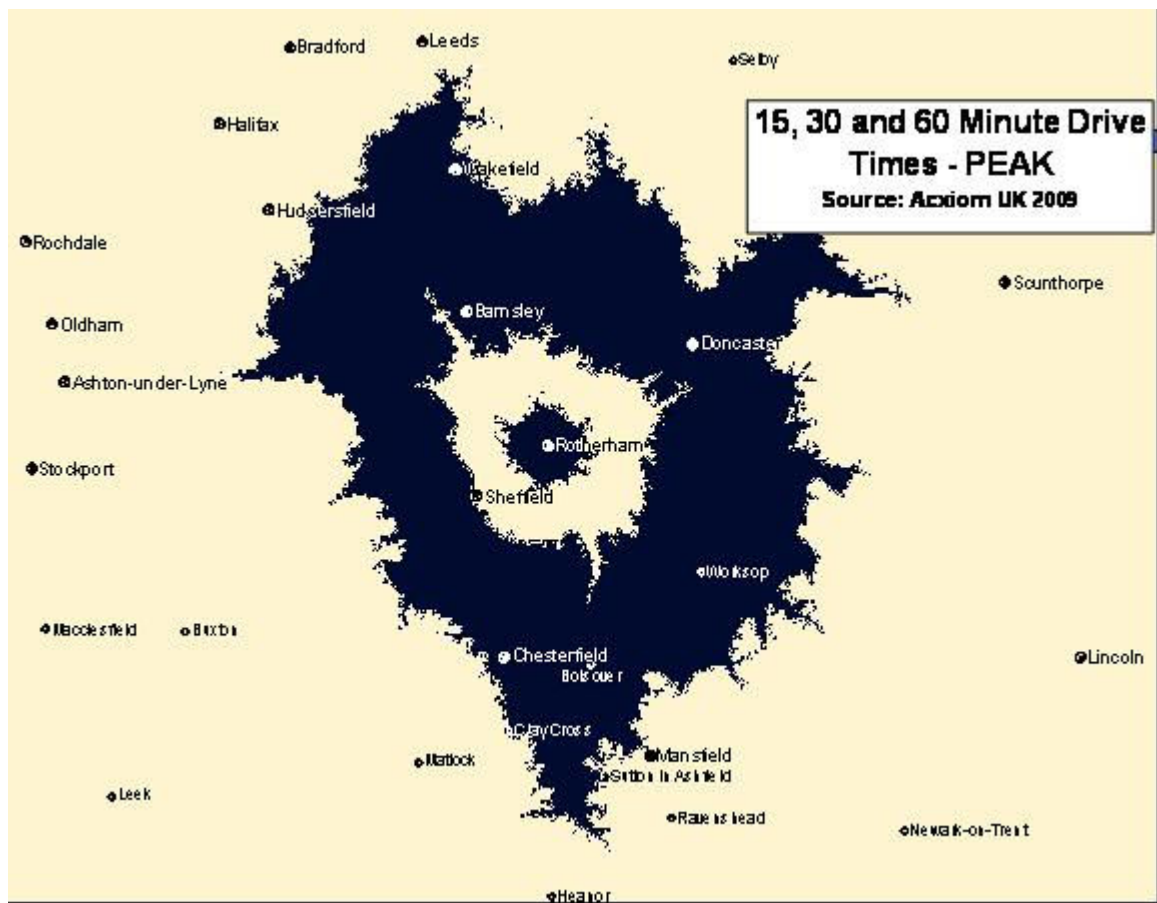 Bradford
Leeds
Selby
15, 30 and 60 Minute Drive
Times - PEAK
Source: Acxiom UK 2009
Halifax
Wakefield
Huddersfield
Rochdale
Scunthorpe
Barnsley
Oldham
Doncaster
Ashton-under-Lyne
Rotherham
Stockport
Sheffield
Worksop
Macclesfield
Buxton
Chesterfield
Lincoln
Bolsover
Clay Cross
Matlock
Mansfield
Sutton in Ashfield
Leek
Ravenshead
Newark-on-Trent
Heanor